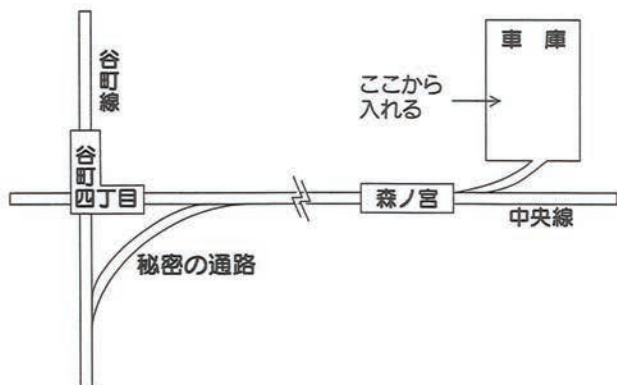 谷町線
車 庫
ここから
入れる
谷町
四丁目
森ノ宮
中央線
秘密の通路